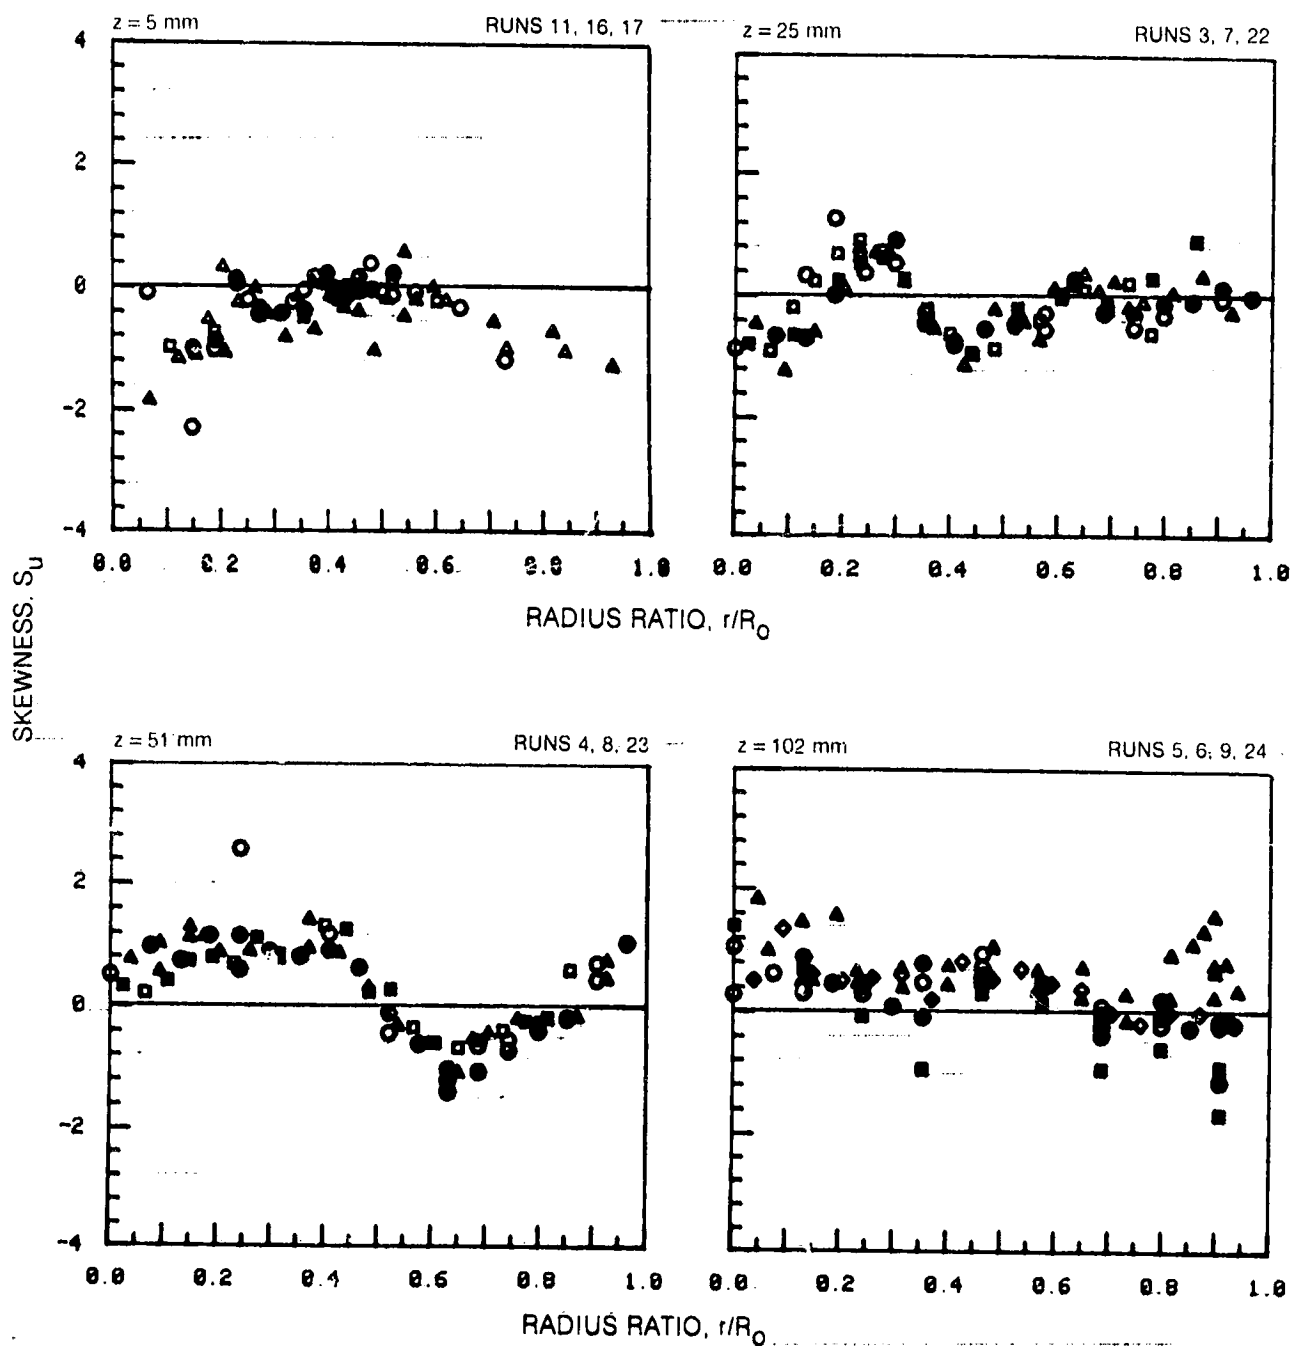 z = 5 mm RUNS 11, 16, 17
4
2
0
-2
-4
0.0 0.2 0.4 0.6 0.8 1.0
z = 25 mm RUNS 3, 7, 22
0.0 0.2 0.4 0.6 0.8 1.0
RADIUS RATIO, r/R₀
SKEWNESS, Sᵤ
z = 51 mm RUNS 4, 8, 23
4
2
0
-2
-4
0.0 0.2 0.4 0.6 0.8 1.0
z = 102 mm RUNS 5, 6, 9, 24
0.0 0.2 0.4 0.6 0.8 1.0
RADIUS RATIO, r/R₀